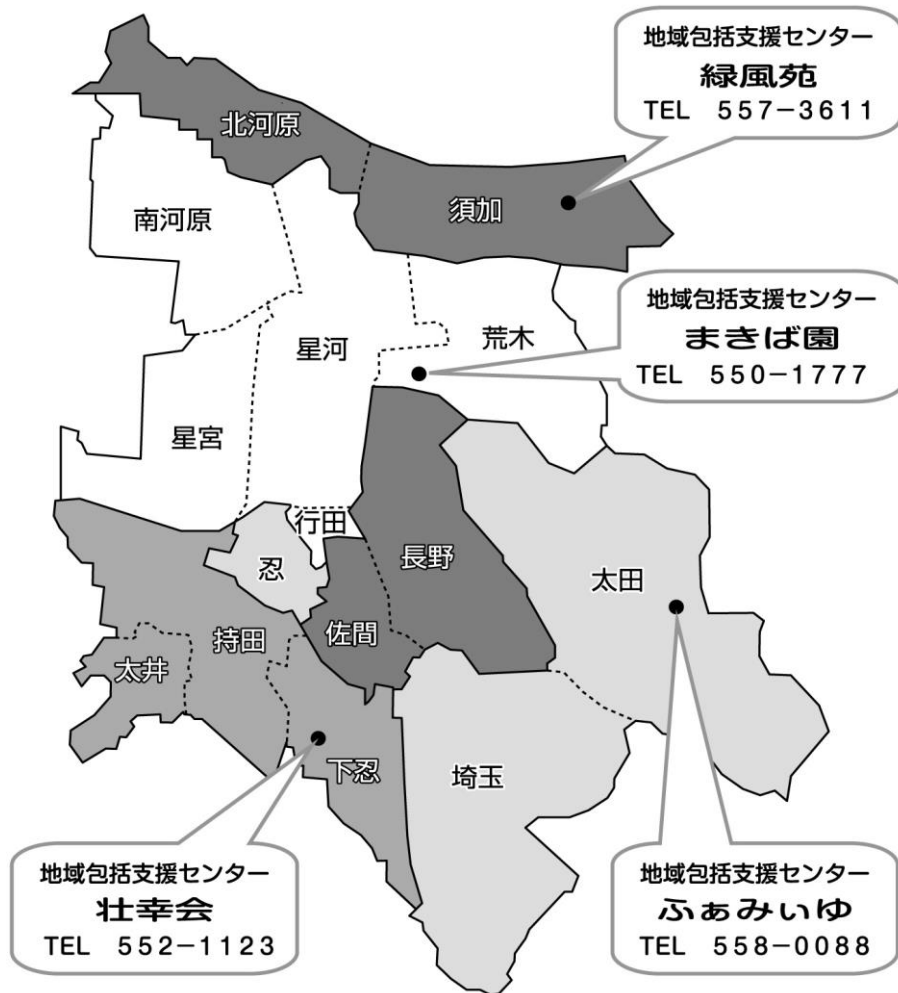 地域包括支援センター
緑風苑
TEL 557-3611
北河原
須加
南河原
地域包括支援センター
まきば園
TEL 550-1777
荒木
星河
星宮
行田
忍
長野
太田
佐間
持田
太井
下忍
埼玉
地域包括支援センター
壮幸会
TEL 552-1123
地域包括支援センター
ふぁみぃゆ
TEL 558-0088